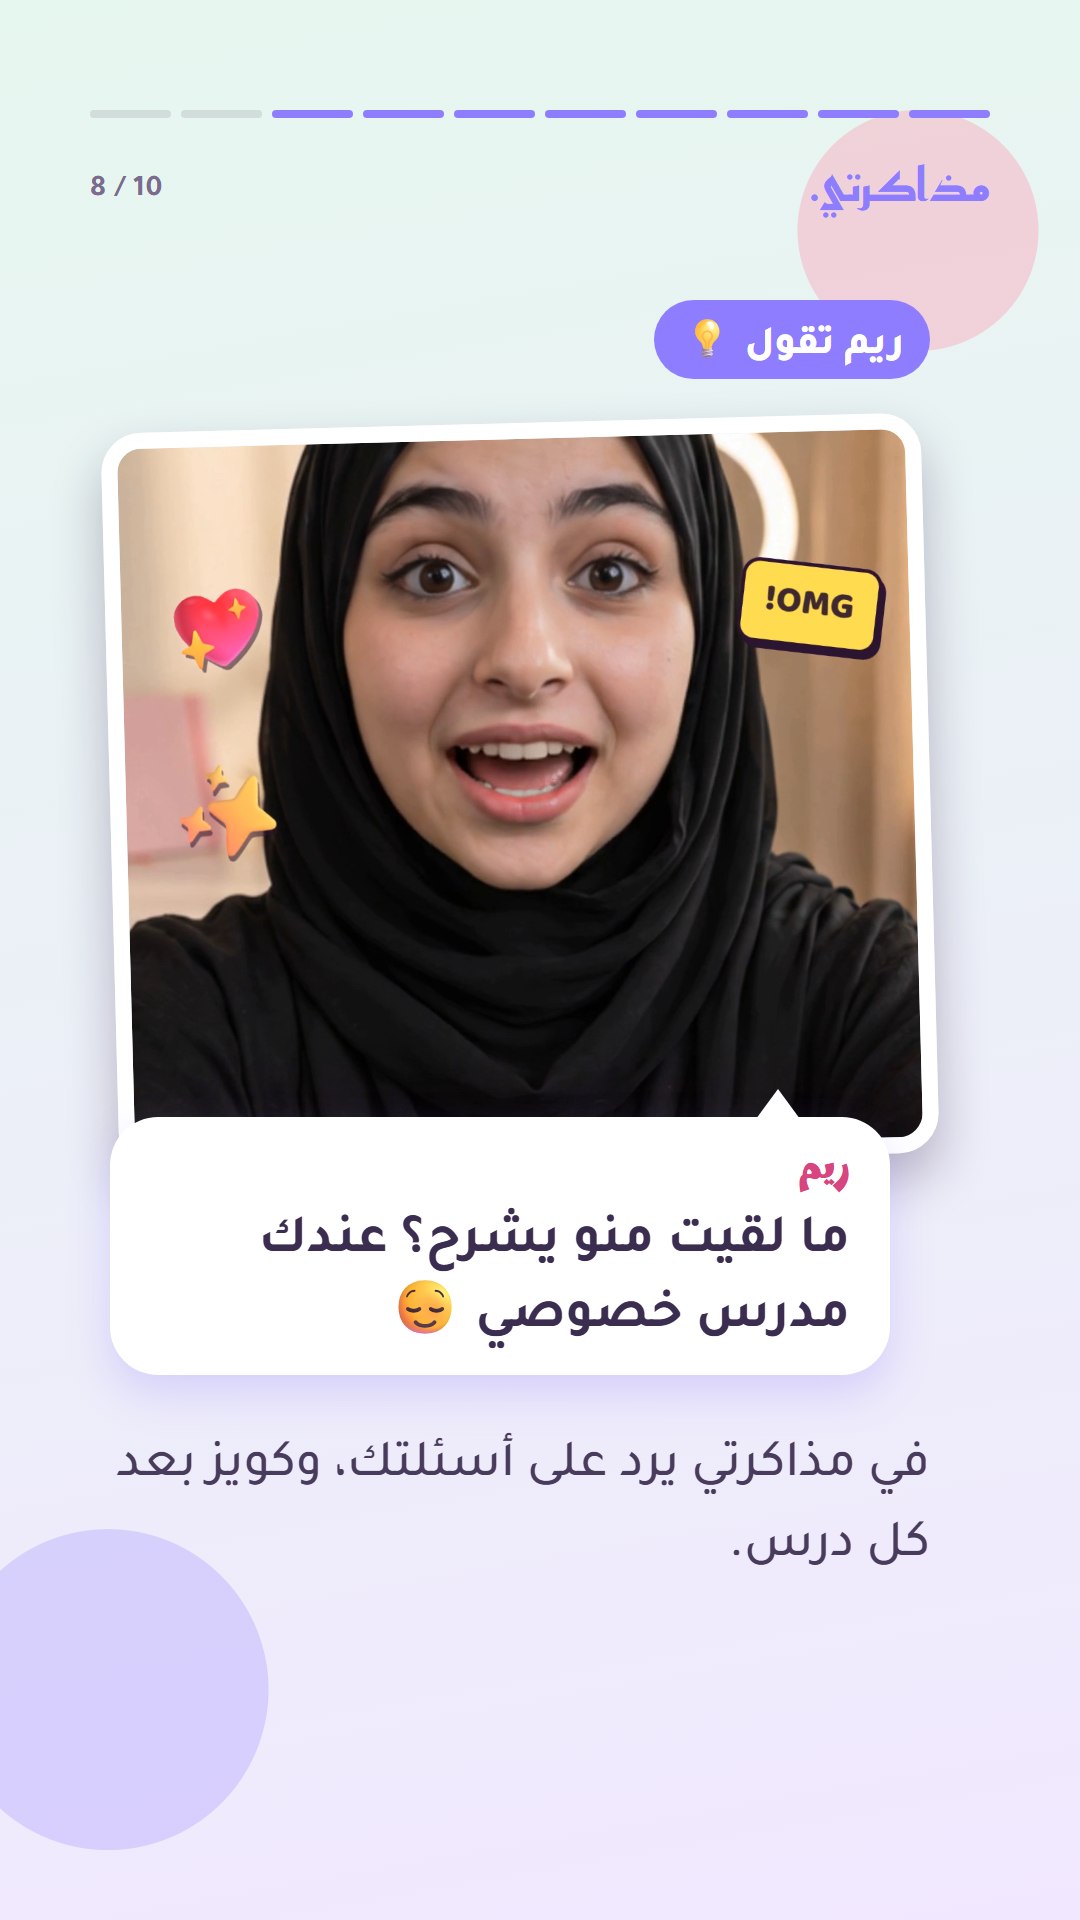 8 / 10
مذاكرتي.
ريم تقول 💡
OMG!
ريم
ما لقيت منو يشرح؟ عندك
مدرس خصوصي 😌
في مذاكرتي يرد على أسئلتك، وكويز بعد
كل درس.